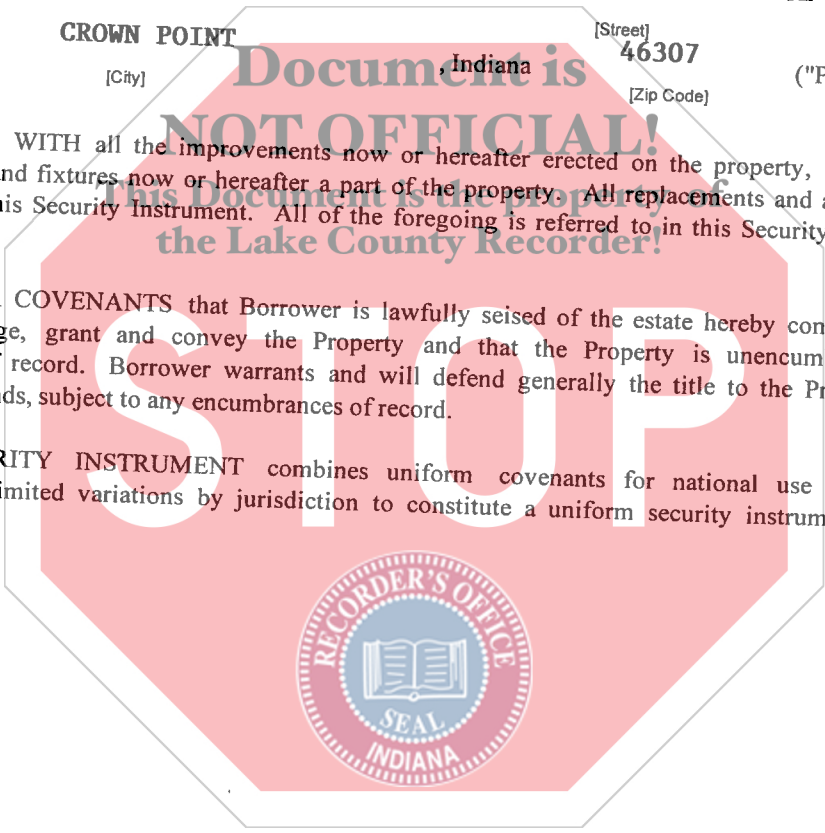 [Street]
CROWN POINT , Indiana 46307 ("P
[City] [Zip Code]
Document is
NOT OFFICIAL!
This Document is the property of
the Lake County Recorder!
WITH all the improvements now or hereafter erected on the property,
nd fixtures now or hereafter a part of the property. All replacements and a
is Security Instrument. All of the foregoing is referred to in this Security
COVENANTS that Borrower is lawfully seised of the estate hereby con
ge, grant and convey the Property and that the Property is unencum
record. Borrower warrants and will defend generally the title to the Pr
ds, subject to any encumbrances of record.
RITY INSTRUMENT combines uniform covenants for national use
imited variations by jurisdiction to constitute a uniform security instrum
STOP
RECORDER'S OFFICE
SEAL
INDIANA